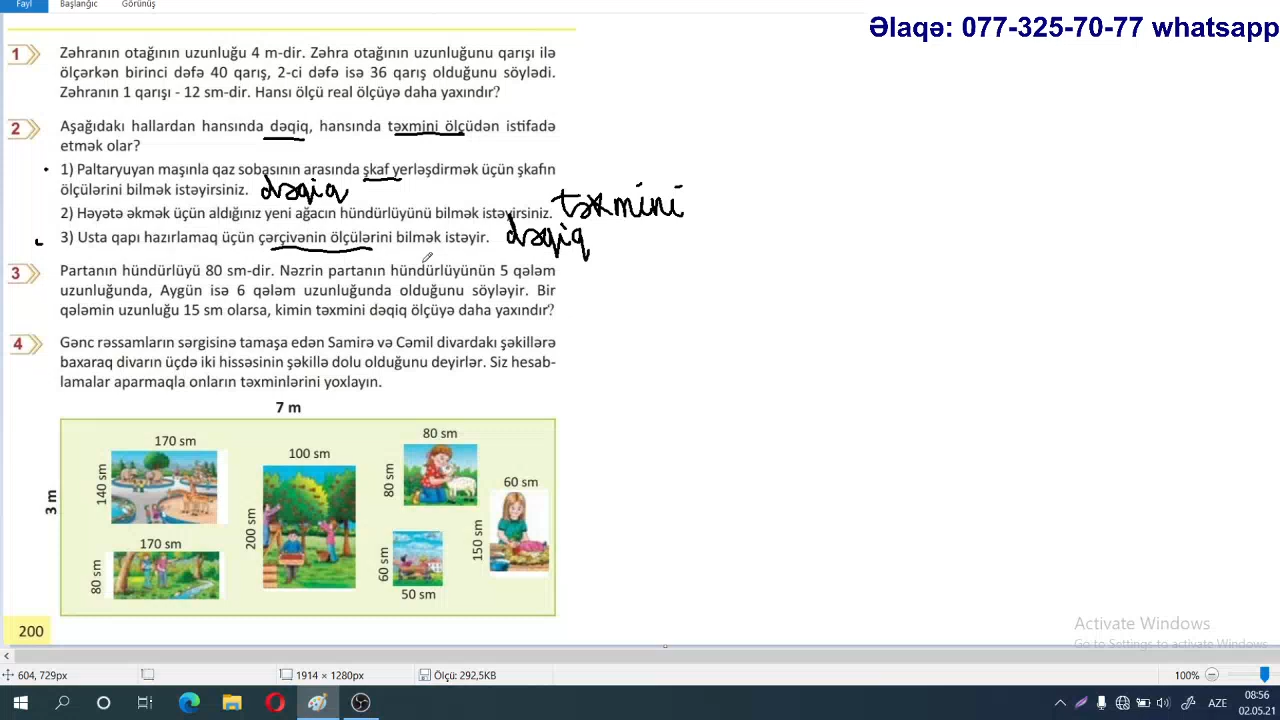 Fayl Başlanğıc Görünüş
Əlaqə: 077-325-70-77 whatsapp
1 Zəhranın otağının uzunluğu 4 m-dir. Zəhra otağının uzunluğunu qarışı ilə
ölçərkən birinci dəfə 40 qarış, 2-ci dəfə isə 36 qarış olduğunu söylədi.
Zəhranın 1 qarışı - 12 sm-dir. Hansı ölçü real ölçüyə daha yaxındır?
2 Aşağıdakı hallardan hansında dəqiq, hansında təxmini ölçüdən istifadə
etmək olar?
1) Paltaryuyan maşınla qaz sobasının arasında şkaf yerləşdirmək üçün şkafın
ölçülərini bilmək istəyirsiniz. dəqiq
2) Həyətə əkmək üçün aldığınız yeni ağacın hündürlüyünü bilmək istəyirsiniz. təxmini
3) Usta qapı hazırlamaq üçün çərçivənin ölçülərini bilmək istəyir. dəqiq
3 Partanın hündürlüyü 80 sm-dir. Nəzrin partanın hündürlüyünün 5 qələm
uzunluğunda, Aygün isə 6 qələm uzunluğunda olduğunu söyləyir. Bir
qələmin uzunluğu 15 sm olarsa, kimin təxmini dəqiq ölçüyə daha yaxındır?
4 Gənc rəssamların sərgisinə tamaşa edən Samirə və Cəmil divardakı şəkillərə
baxaraq divarın üçdə iki hissəsinin şəkillə dolu olduğunu deyirlər. Siz hesab-
lamalar aparmaqla onların təxminlərini yoxlayın.
7 m
3 m
170 sm
140 sm
170 sm
80 sm
100 sm
200 sm
80 sm
80 sm
60 sm
50 sm
60 sm
150 sm
200
Activate Windows
Go to Settings to activate Windows
604, 729px
1914 × 1280px
Ölçü: 292,5KB
100%
AZE
08:56
02.05.21